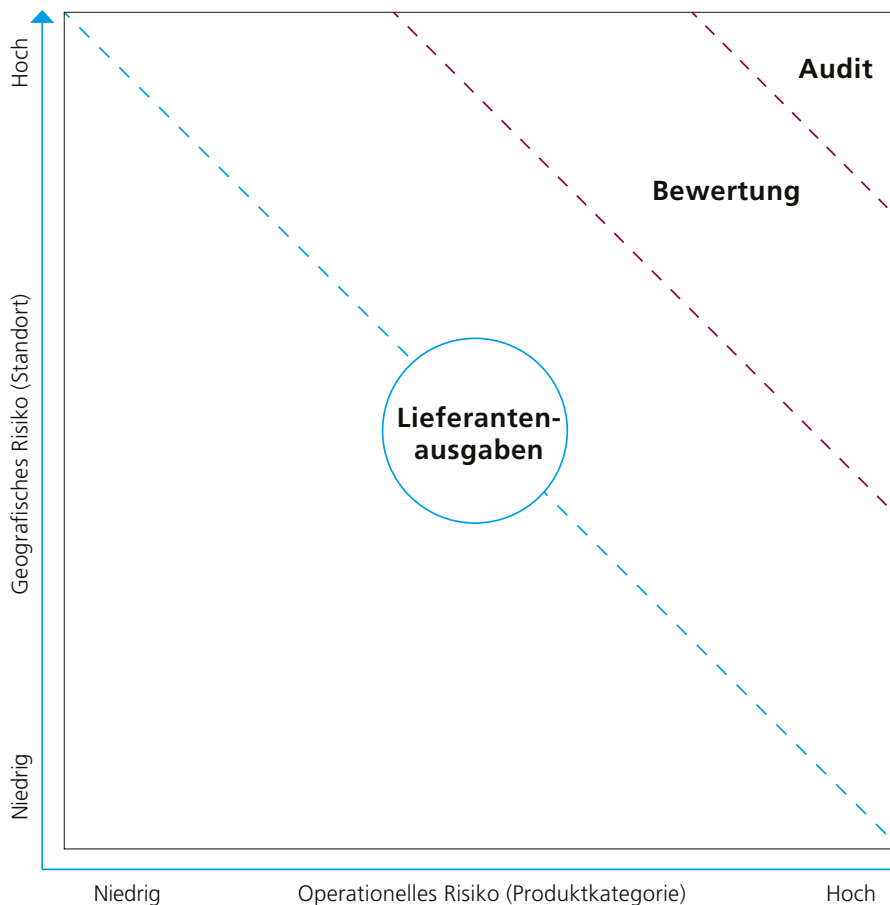 Hoch
Audit
Bewertung
Geografisches Risiko (Standort)
Lieferanten-
ausgaben
Niedrig
Niedrig
Operationelles Risiko (Produktkategorie)
Hoch